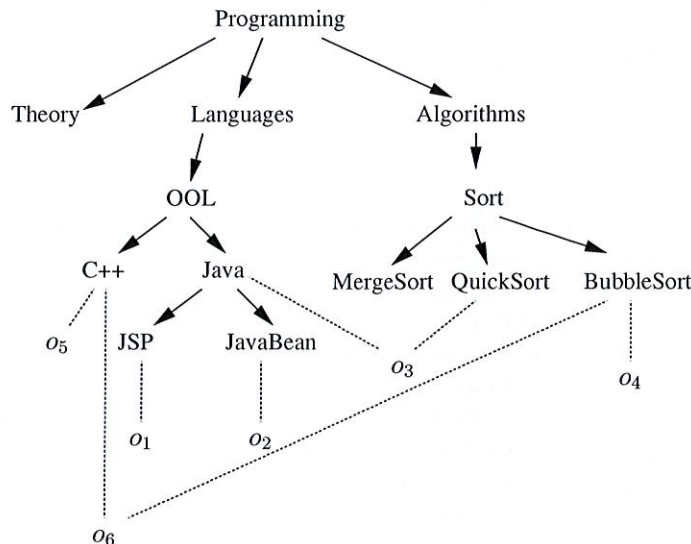 Programming
Theory Languages Algorithms
OOL Sort
C++ Java MergeSort QuickSort BubbleSort
o5 JSP JavaBean o3 o4
o1 o2
o6